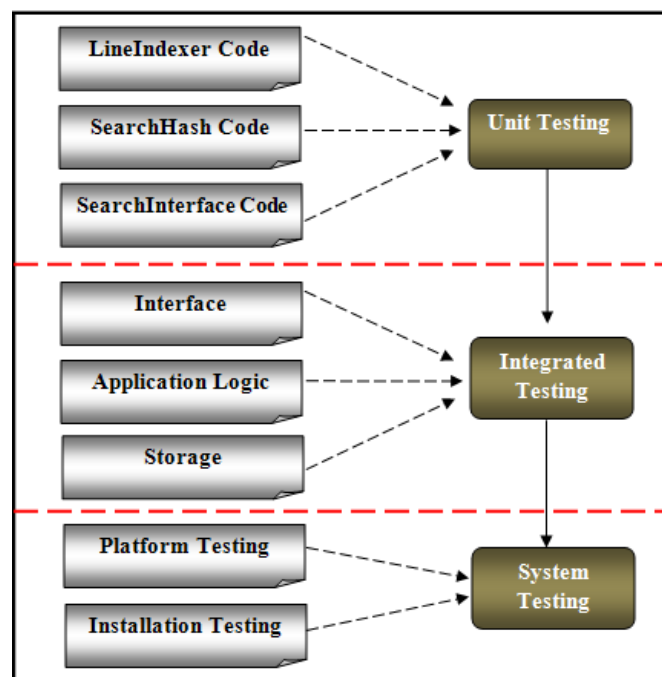 LineIndexer Code
SearchHash Code
Unit Testing
SearchInterface Code
Interface
Application Logic
Integrated
Testing
Storage
Platform Testing
System
Testing
Installation Testing